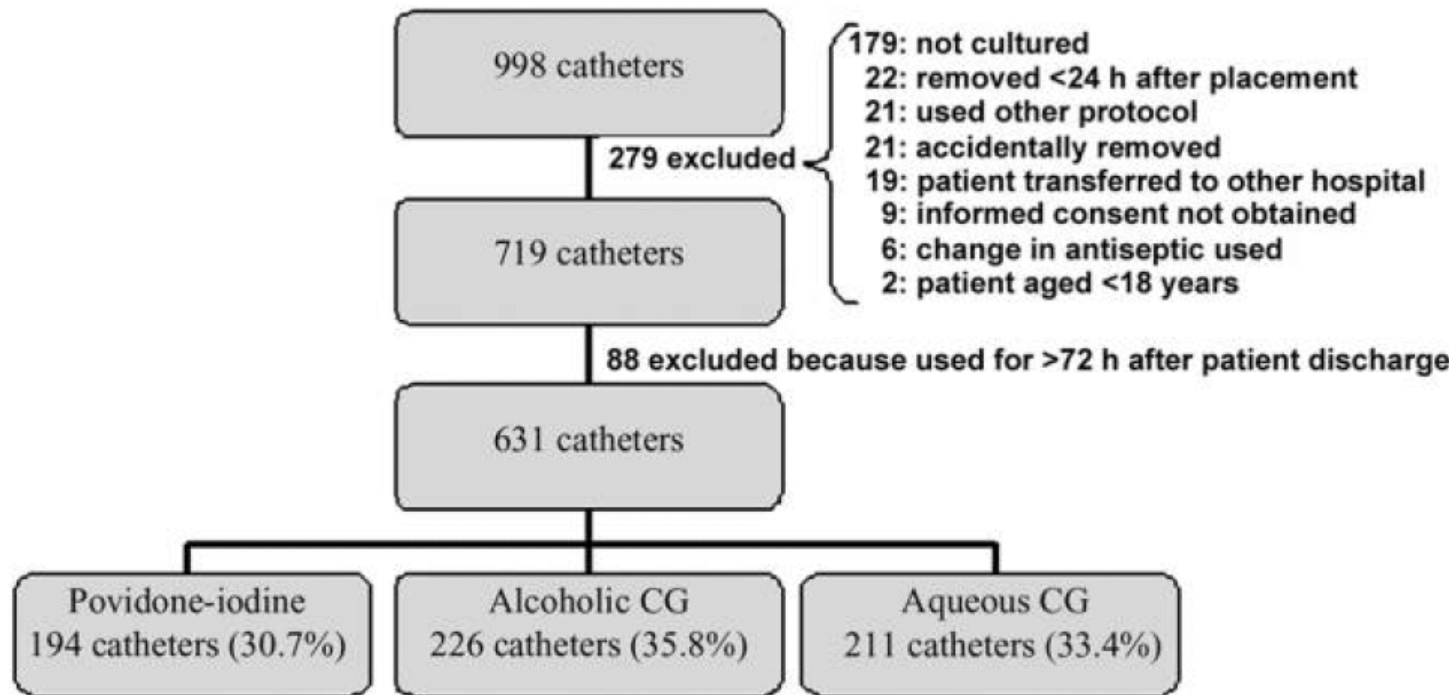 998 catheters
279 excluded
179: not cultured
22: removed <24 h after placement
21: used other protocol
21: accidentally removed
19: patient transferred to other hospital
9: informed consent not obtained
6: change in antiseptic used
2: patient aged <18 years
719 catheters
88 excluded because used for >72 h after patient discharge
631 catheters
Povidone-iodine
194 catheters (30.7%)
Alcoholic CG
226 catheters (35.8%)
Aqueous CG
211 catheters (33.4%)